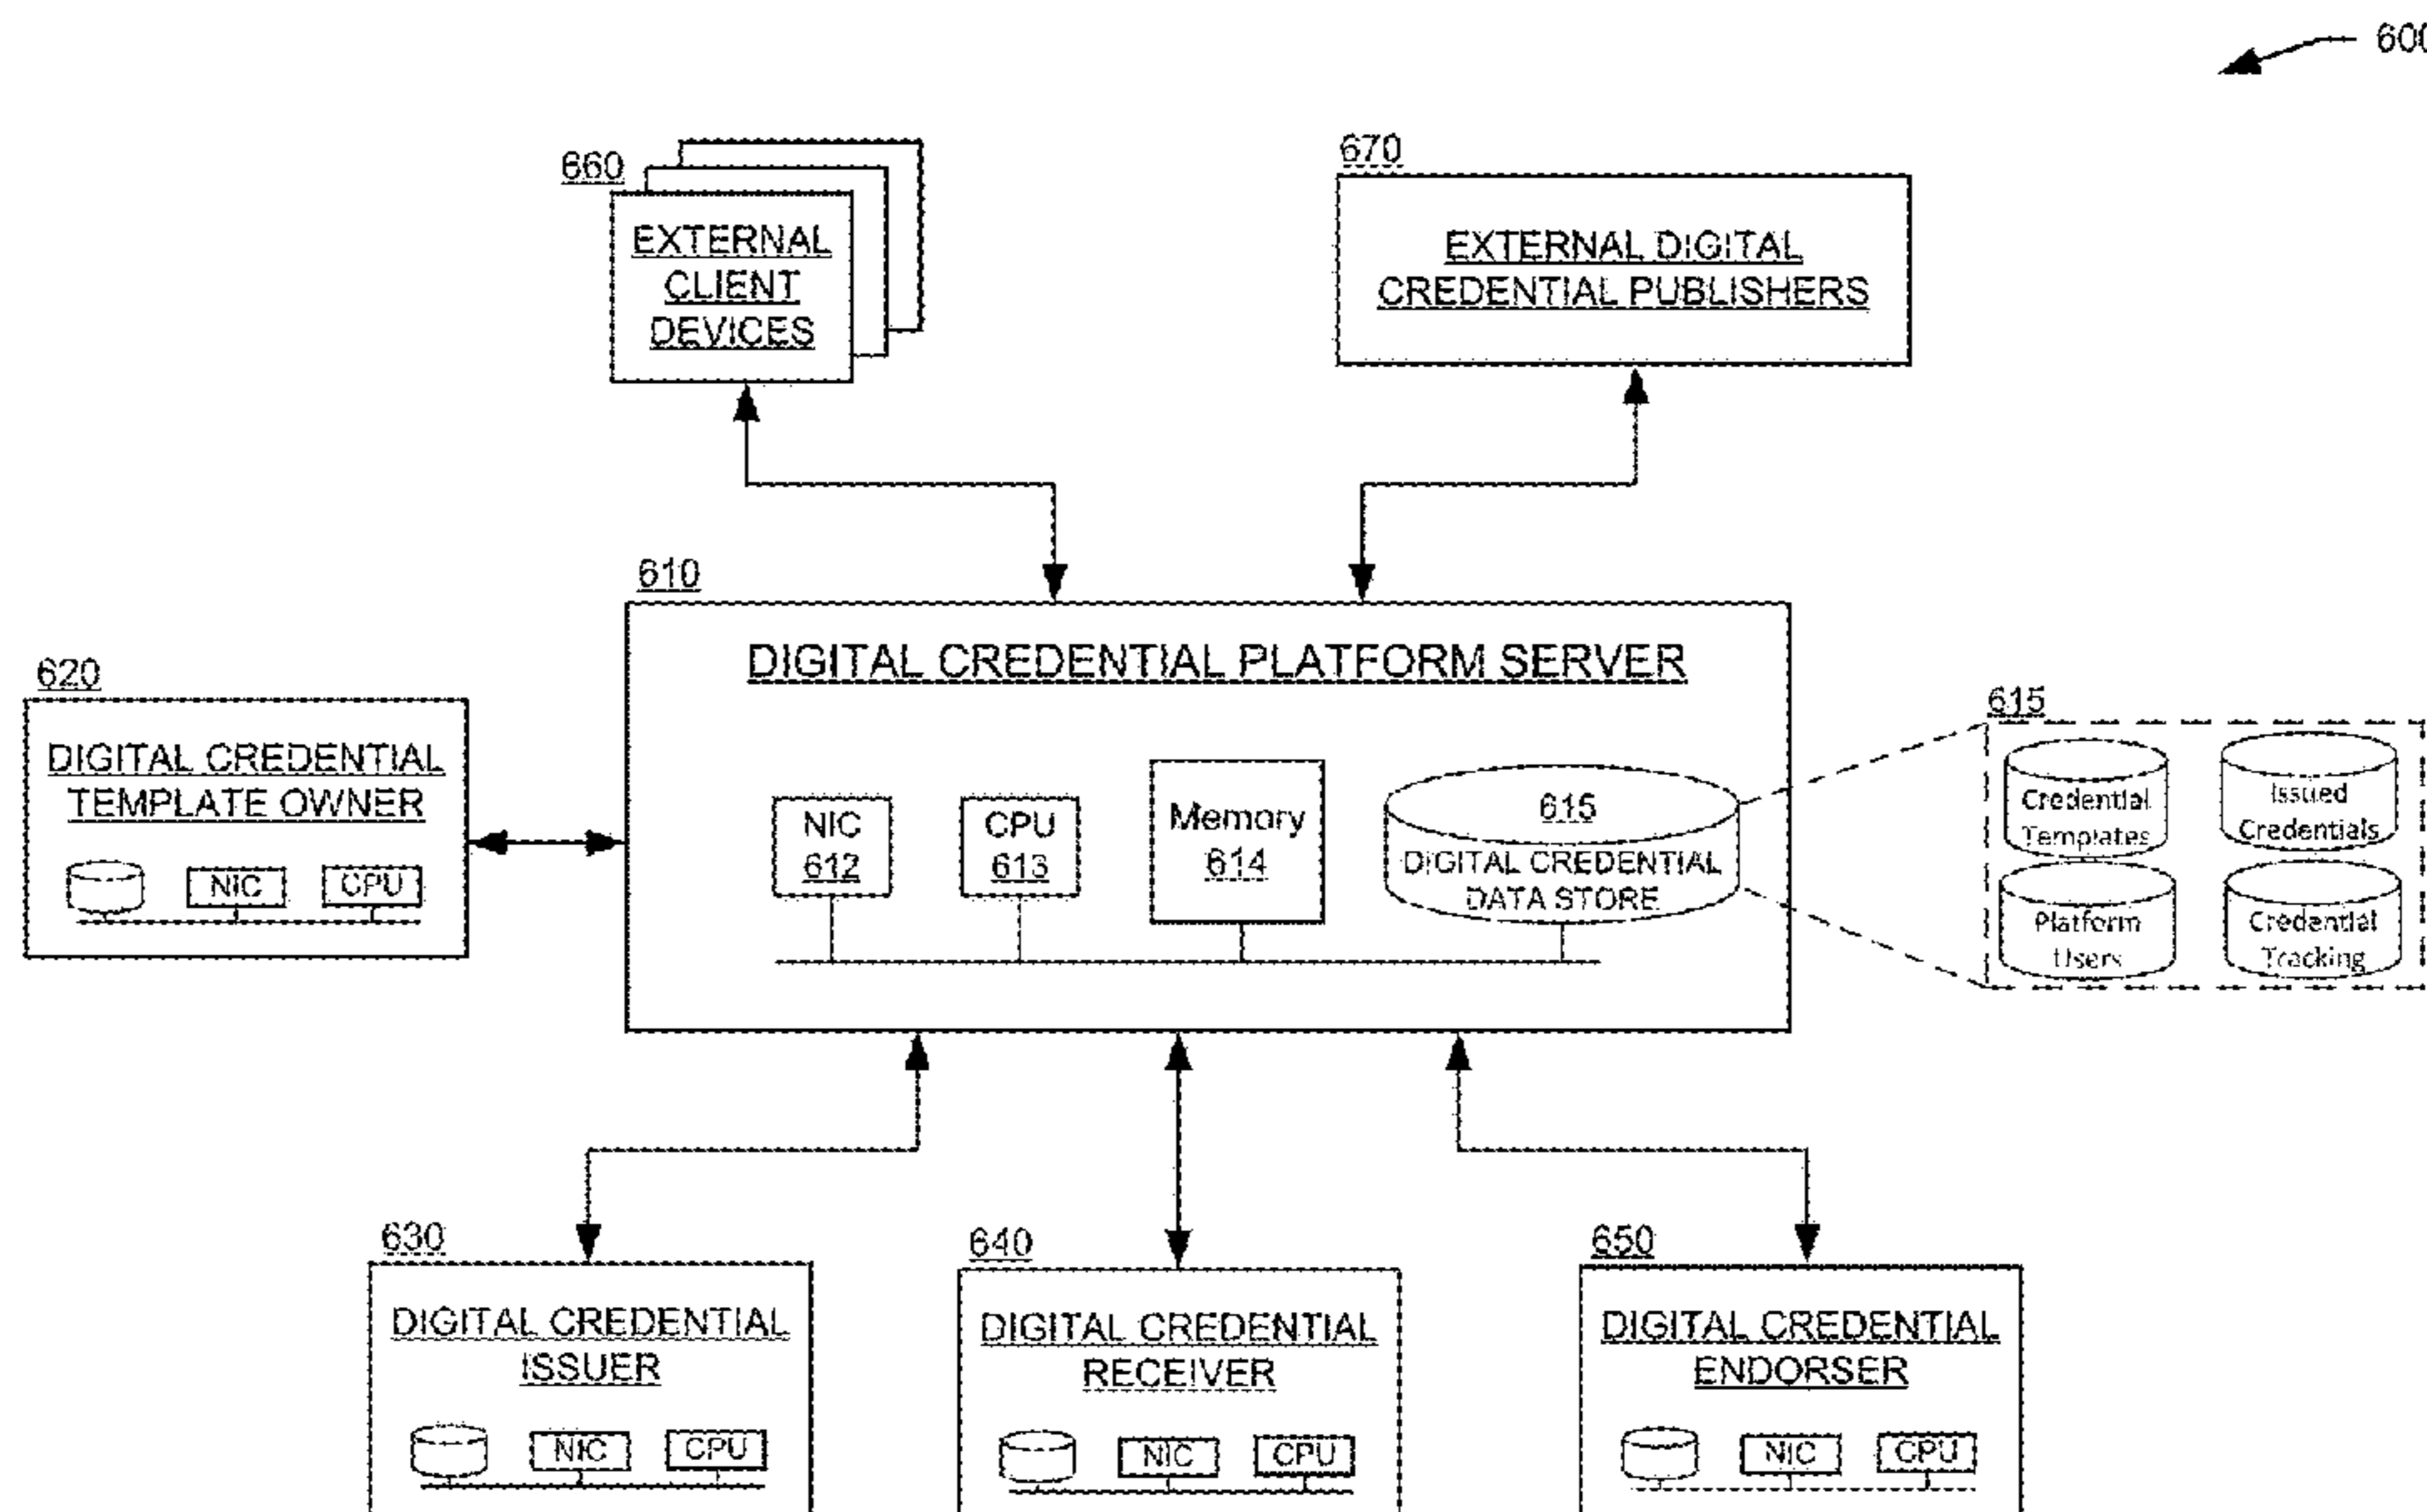 600
660
EXTERNAL
CLIENT
DEVICES
670
EXTERNAL DIGITAL
CREDENTIAL PUBLISHERS
610
DIGITAL CREDENTIAL PLATFORM SERVER
NIC
612
CPU
613
Memory
614
615
DIGITAL CREDENTIAL
DATA STORE
620
DIGITAL CREDENTIAL
TEMPLATE OWNER
NIC
CPU
615
Credential
Templates
Issued
Credentials
Platform
Users
Credential
Tracking
630
DIGITAL CREDENTIAL
ISSUER
NIC
CPU
640
DIGITAL CREDENTIAL
RECEIVER
NIC
CPU
650
DIGITAL CREDENTIAL
ENDORSER
NIC
CPU